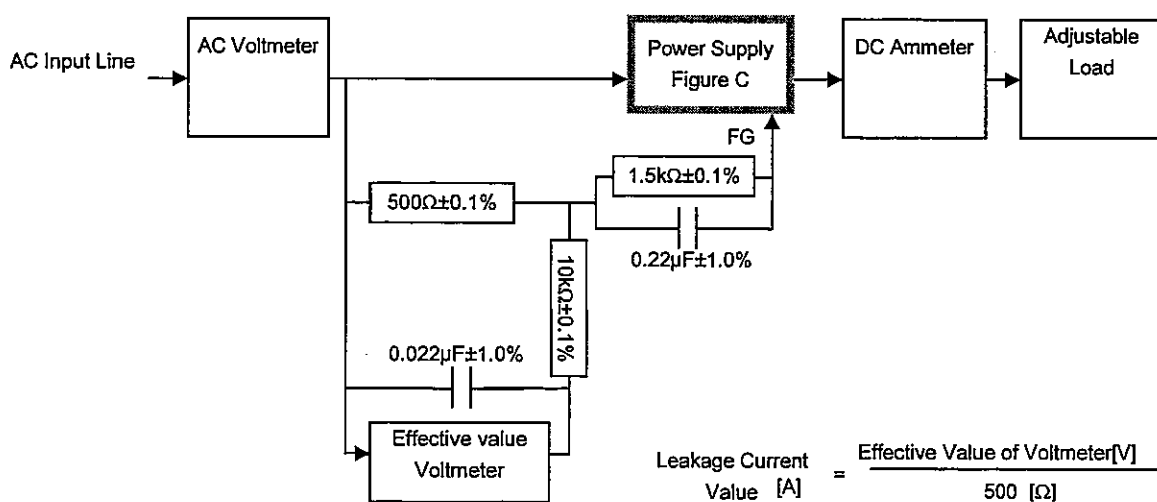 AC Input Line
AC Voltmeter
Power Supply
Figure C
DC Ammeter
Adjustable
Load
FG
500Ω±0.1%
1.5kΩ±0.1%
0.22µF±1.0%
10kΩ±0.1%
0.022µF±1.0%
Effective value
Voltmeter
Leakage Current
Value [A]
=
Effective Value of Voltmeter[V]
500 [Ω]